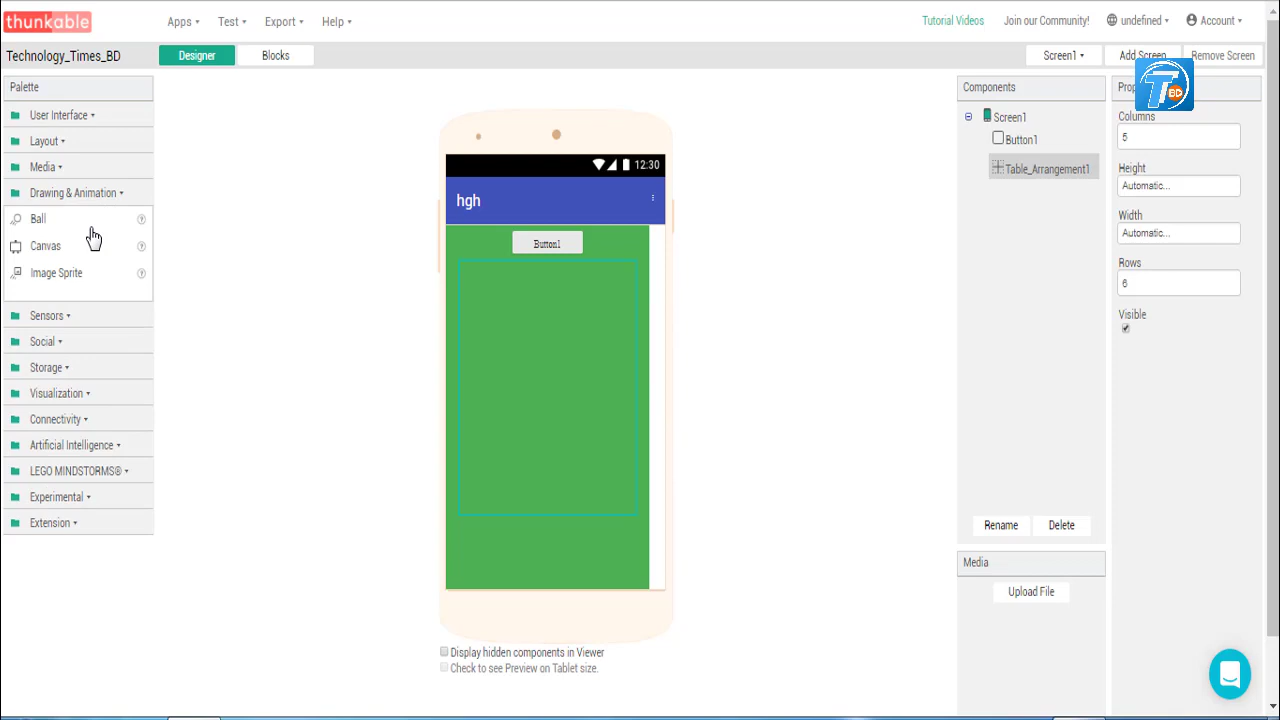 thunkable
Apps Test Export Help
Tutorial Videos Join our Community! undefined Account
Technology_Times_BD
Designer Blocks
Screen1 Add Screen Remove Screen
Palette
User Interface
Layout
Media
Drawing & Animation
Ball ?
Canvas ?
Image Sprite ?
Sensors
Social
Storage
Visualization
Connectivity
Artificial Intelligence
LEGO MINDSTORMS®
Experimental
Extension
12:30
hgh
Button1
Display hidden components in Viewer
Check to see Preview on Tablet size.
Components
Screen1
Button1
Table_Arrangement1
Rename Delete
Media
Upload File
T BD
Columns
5
Height
Automatic...
Width
Automatic...
Rows
6
Visible